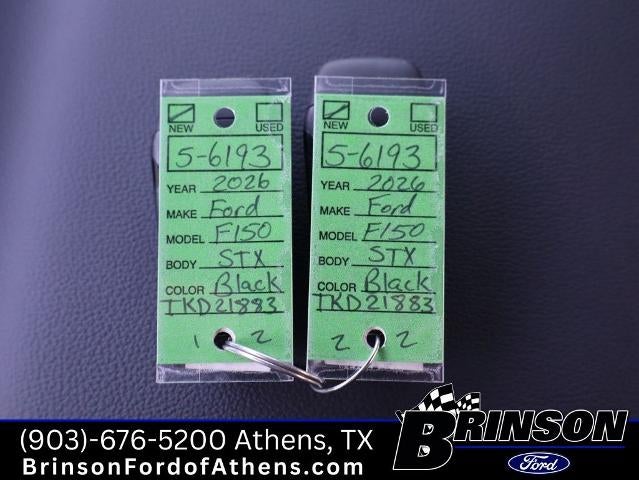 NEW USED
5-6193
YEAR 2026
MAKE Ford
MODEL F150
BODY STX
COLOR Black
TKD21883
1 2
NEW USED
5-6193
YEAR 2026
MAKE Ford
MODEL F150
BODY STX
COLOR Black
TKD21883
2 2
(903)-676-5200 Athens, TX
BrinsonFordofAthens.com
BRINSON
Ford